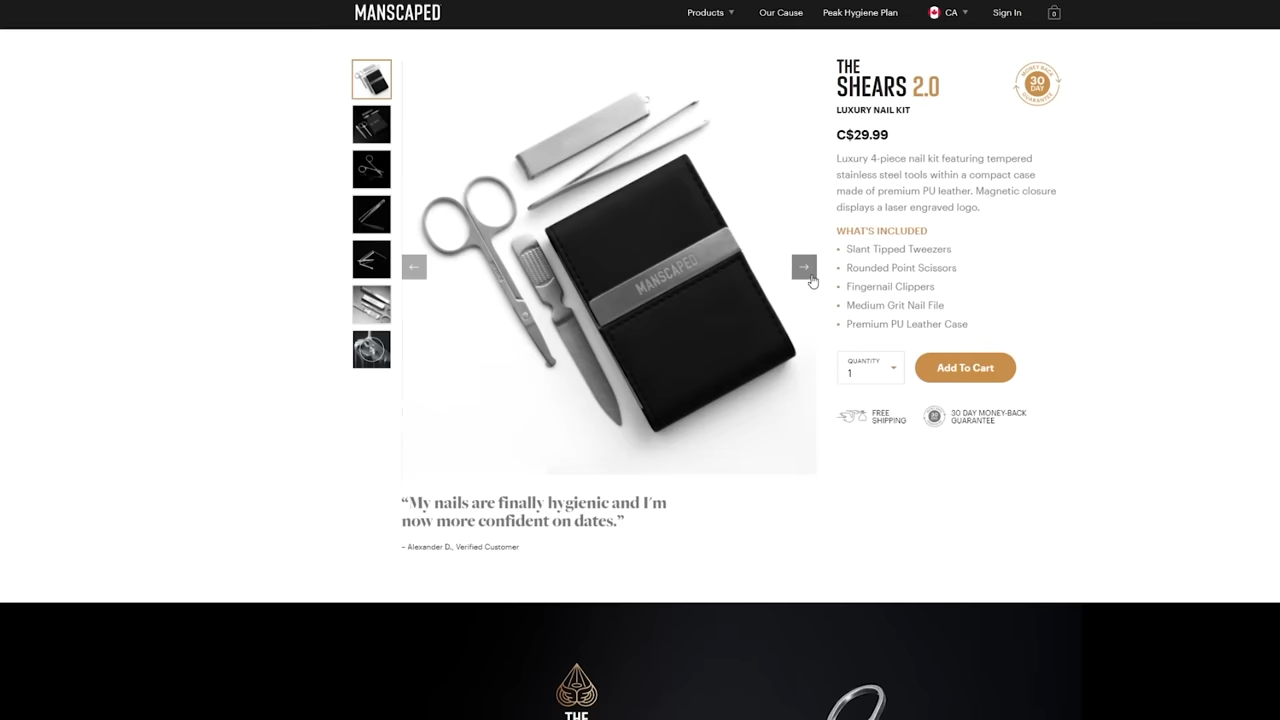 MANSCAPED
Products
Our Cause
Peak Hygiene Plan
CA
Sign In
0
THE
SHEARS 2.0
LUXURY NAIL KIT
MONEY BACK
30
DAY
GUARANTEE
C$29.99
Luxury 4-piece nail kit featuring tempered
stainless steel tools within a compact case
made of premium PU leather. Magnetic closure
displays a laser engraved logo.
WHAT'S INCLUDED
• Slant Tipped Tweezers
• Rounded Point Scissors
• Fingernail Clippers
• Medium Grit Nail File
• Premium PU Leather Case
QUANTITY
1
Add To Cart
FREE
SHIPPING
30 DAY MONEY-BACK
GUARANTEE
MANSCAPED
“My nails are finally hygienic and I'm
now more confident on dates.”
– Alexander D., Verified Customer
THE